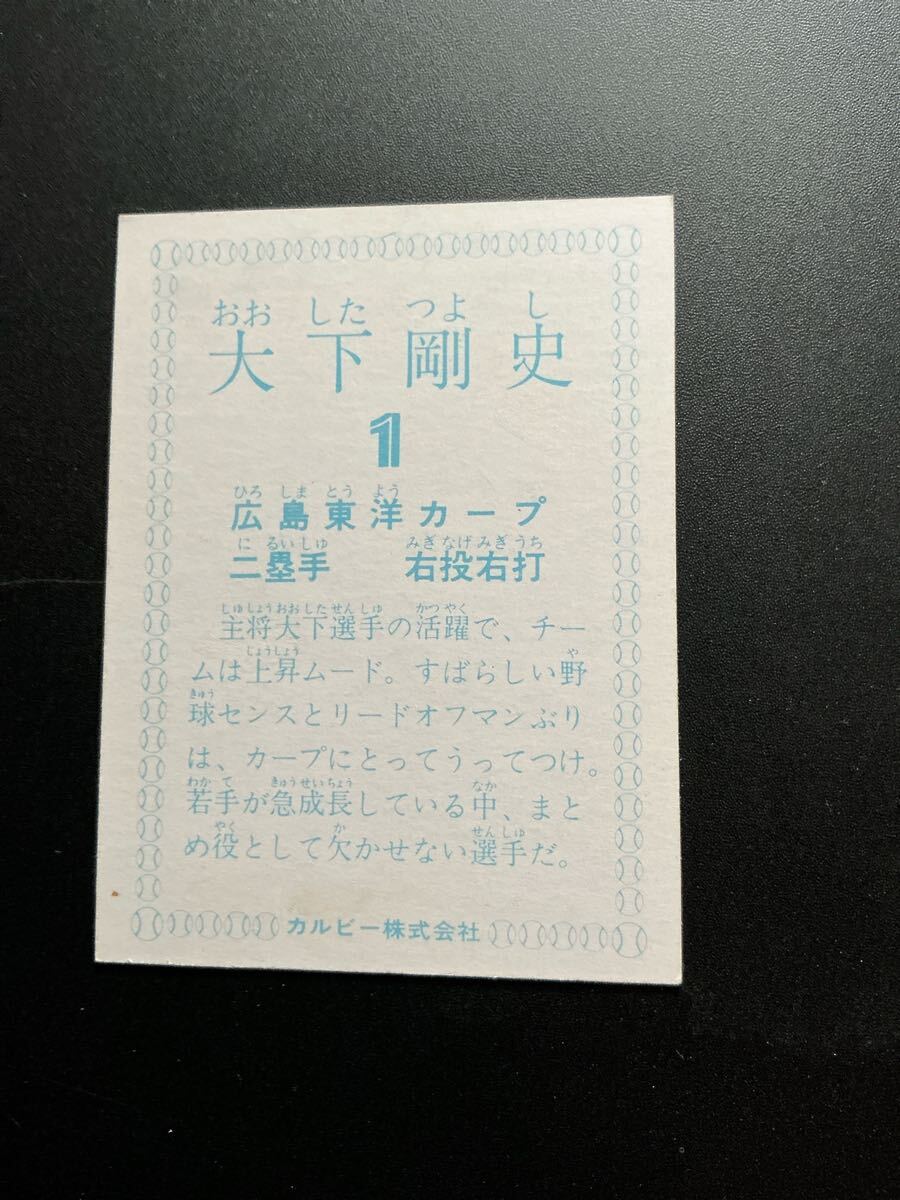 おお した つよ し
大下剛史
1
ひろ しま とう よう
広島東洋カープ
に るい しゅ みぎ なげ みぎ うち
二塁手 右投右打
しゅ しょう おお した せん しゅ かつ やく
主将大下選手の活躍で、チー
じょう しょう や
ムは上昇ムード。すばらしい野
きゅう
球センスとリードオフマンぶり
は、カープにとってうってつけ。
わか て きゅう せい ちょう なか
若手が急成長している中、まと
やく か せん しゅ
め役として欠かせない選手だ。
カルビー株式会社